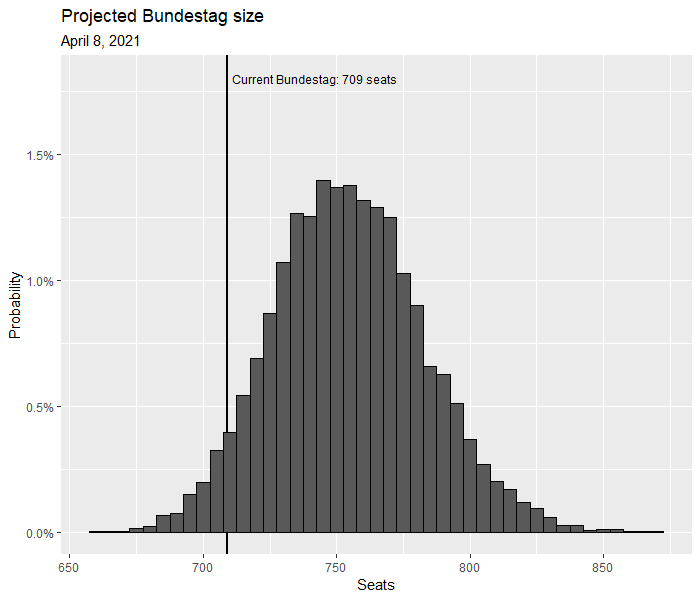 Projected Bundestag size
April 8, 2021
Current Bundestag: 709 seats
1.5%
1.0%
0.5%
0.0%
Probability
650 700 750 800 850
Seats